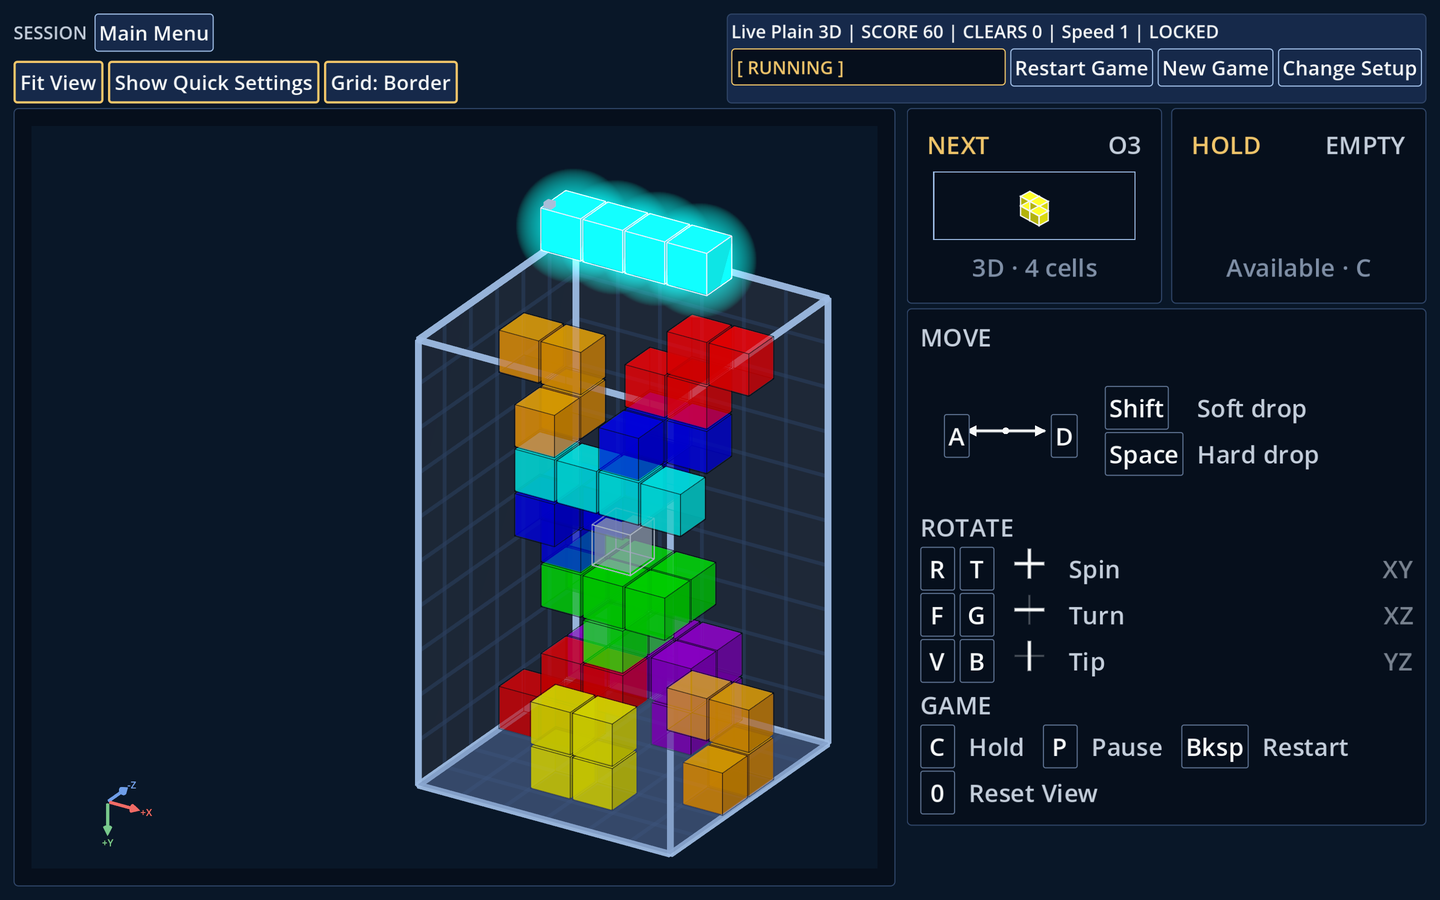 SESSION Main Menu
Fit View Show Quick Settings Grid: Border
Live Plain 3D | SCORE 60 | CLEARS 0 | Speed 1 | LOCKED
[ RUNNING ] Restart Game New Game Change Setup
NEXT O3
3D · 4 cells
HOLD EMPTY
Available · C
MOVE
A D
Shift Soft drop
Space Hard drop
ROTATE
R T Spin XY
F G Turn XZ
V B Tip YZ
GAME
C Hold P Pause Bksp Restart
0 Reset View
-Z
+X
+Y